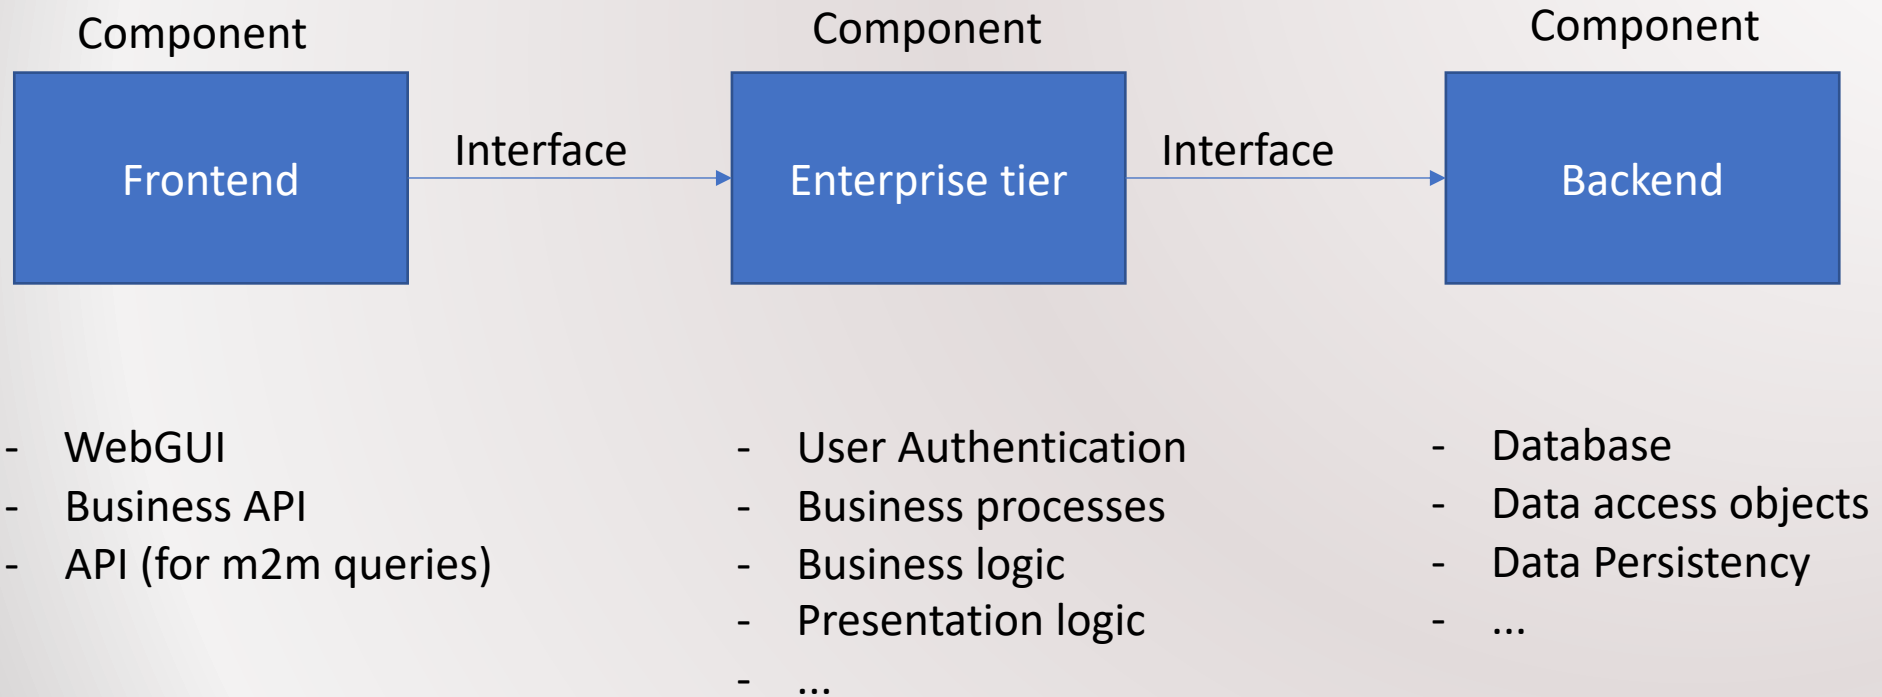 Component
Component
Component
Frontend
Interface
Enterprise tier
Interface
Backend
- WebGUI
- Business API
- API (for m2m queries)
- User Authentication
- Business processes
- Business logic
- Presentation logic
- ...
- Database
- Data access objects
- Data Persistency
- ...